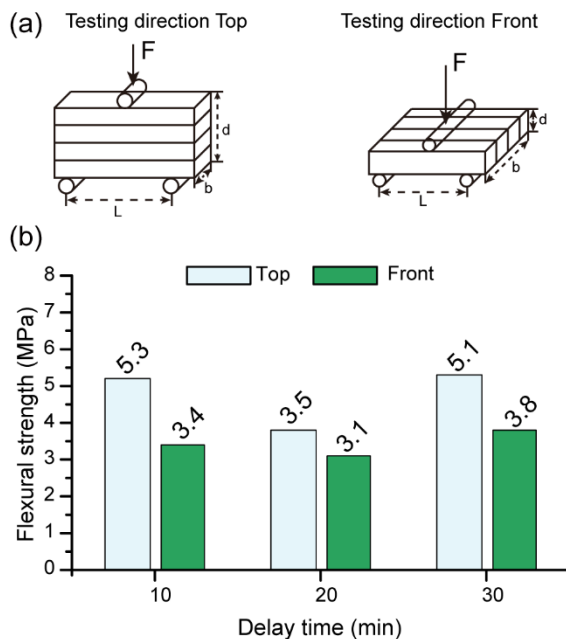 (a)
Testing direction Top
Testing direction Front
F
d
b
L
F
d
b
L
(b)
Top
Front
Flexural strength (MPa)
8
7
6
5
4
3
2
1
0
5.3
3.4
3.5
3.1
5.1
3.8
10
20
30
Delay time (min)